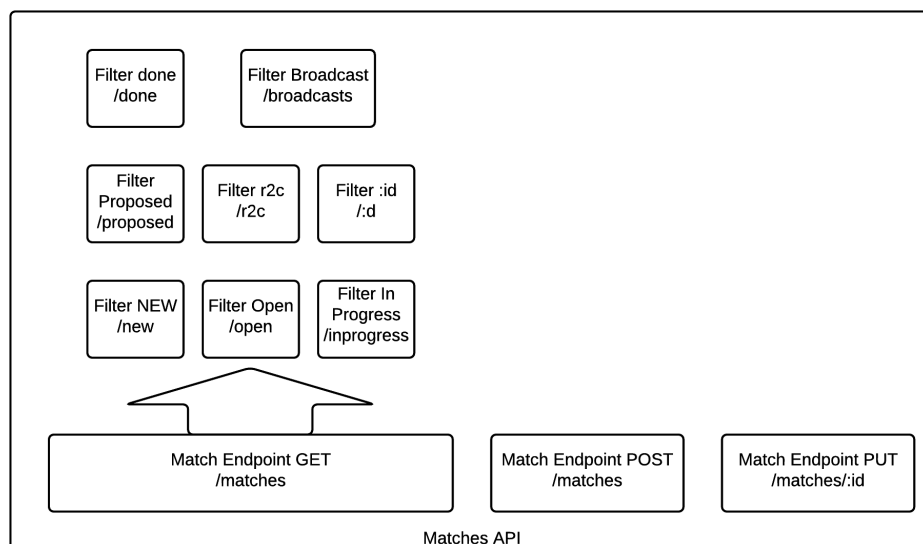 Filter done
/done
Filter Broadcast
/broadcasts
Filter
Proposed
/proposed
Filter r2c
/r2c
Filter :id
/:d
Filter NEW
/new
Filter Open
/open
Filter In
Progress
/inprogress
Match Endpoint GET
/matches
Match Endpoint POST
/matches
Match Endpoint PUT
/matches/:id
Matches API